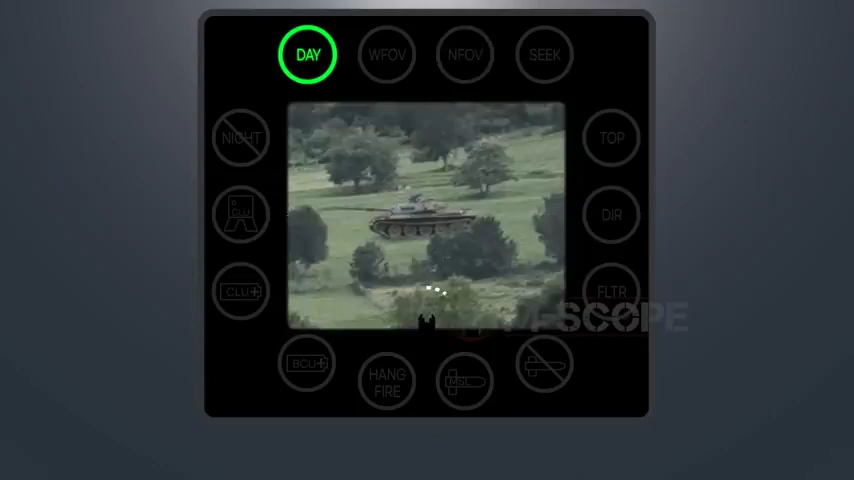 DAY
WFOV
NFOV
SEEK
NIGHT
TOP
D
CLU
DIR
CLU+
FLTR
SCOPE
BCU+
HANG
FIRE
MSL